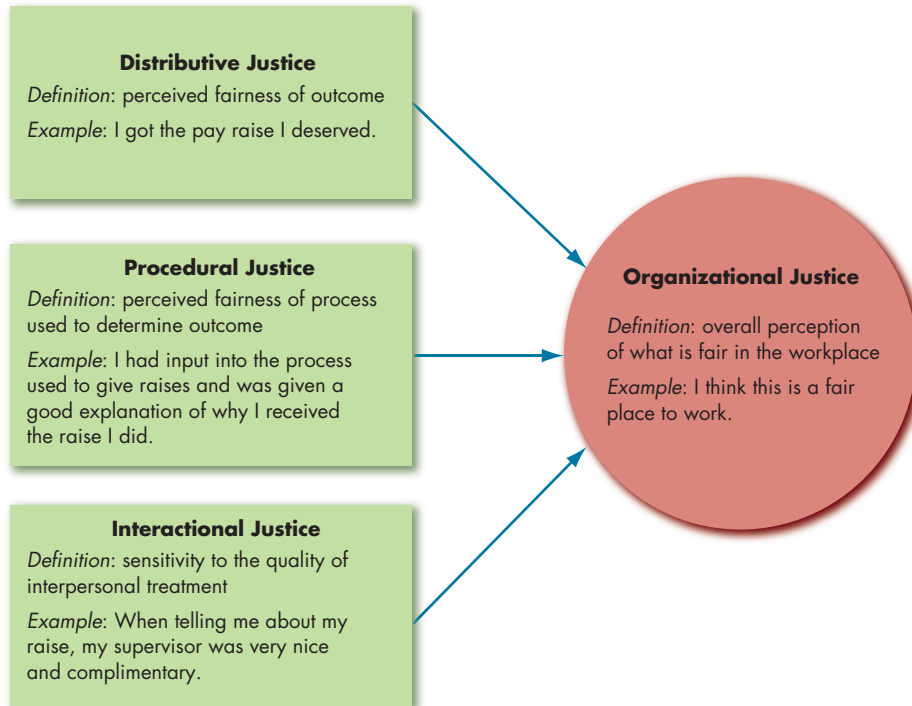 Distributive Justice
Definition: perceived fairness of outcome
Example: I got the pay raise I deserved.
Procedural Justice
Definition: perceived fairness of process
used to determine outcome
Example: I had input into the process
used to give raises and was given a
good explanation of why I received
the raise I did.
Interactional Justice
Definition: sensitivity to the quality of
interpersonal treatment
Example: When telling me about my
raise, my supervisor was very nice
and complimentary.
Organizational Justice
Definition: overall perception
of what is fair in the workplace
Example: I think this is a fair
place to work.